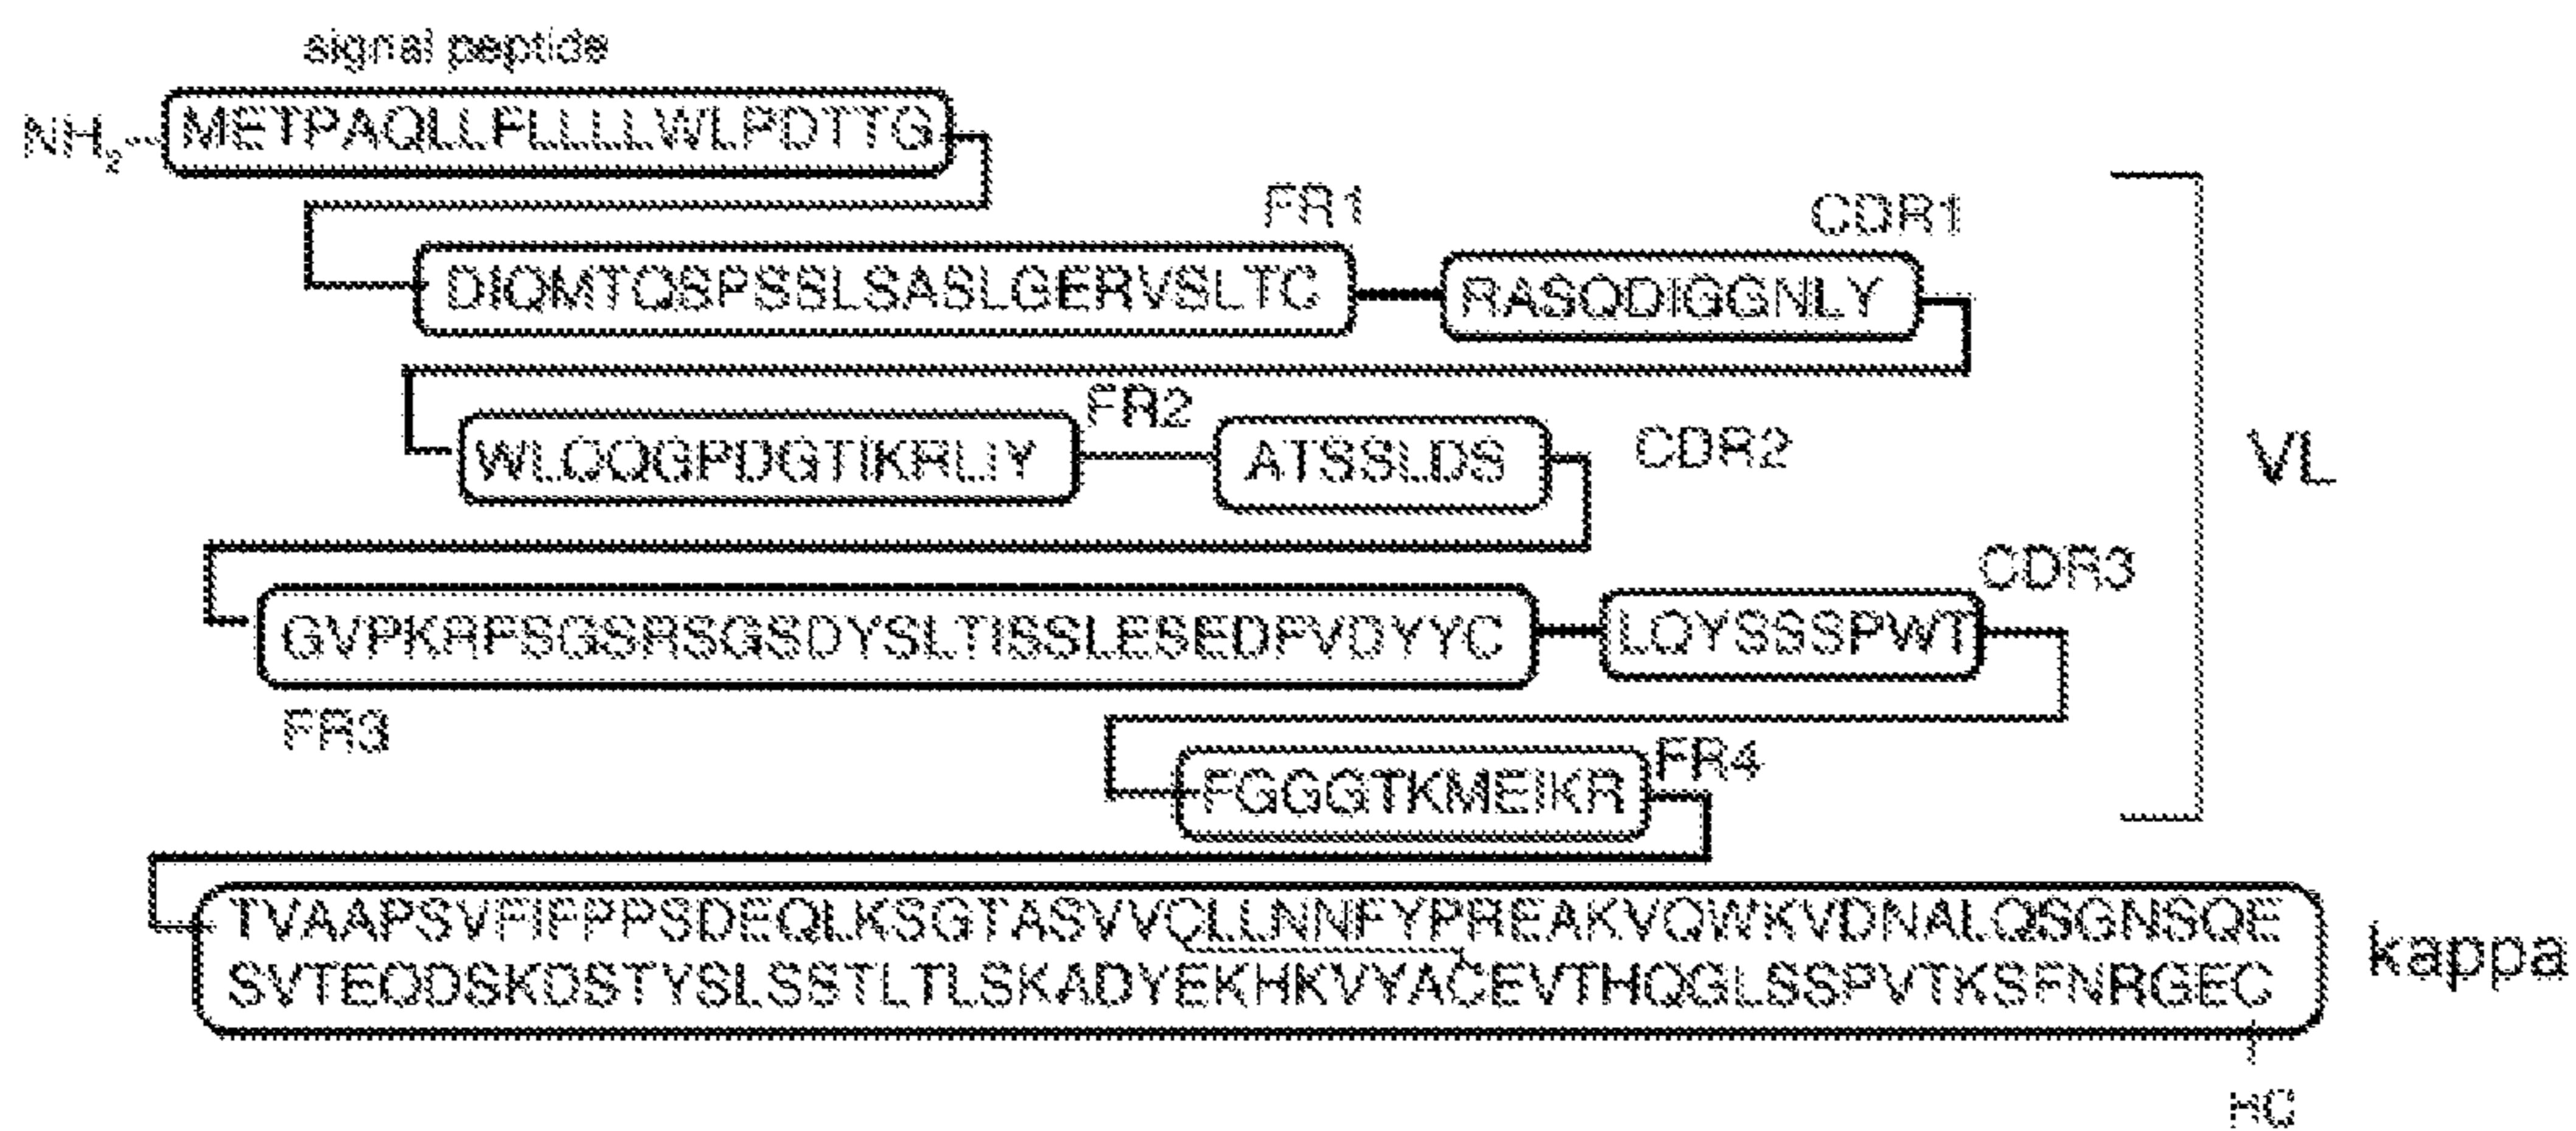 signal peptide
NH2
METPAQLLFLLLLWLPDTTG
FR1
CDR1
DIQMTQSPSSLSASLGERVSLTC
RASQDIGGNLY
FR2
WLQQGPDGTIKRLIY
ATSSLDS
CDR2
VL
CDR3
GVPKRFSGSRSGSDYSLTISSLESEDFVDYYC
LQYSSSPWT
FR3
FR4
FGGGTKMEIKR
TVAAPSVFIFPPSDEQLKSGTASVVCLLNNFYPREAKVQWKVDNALQSGNSQE
kappa
SVTEQDSKDSTYSLSSTLTLSKADYEKHKVYACEVTHQGLSSPVTKSFNRGEC
HC